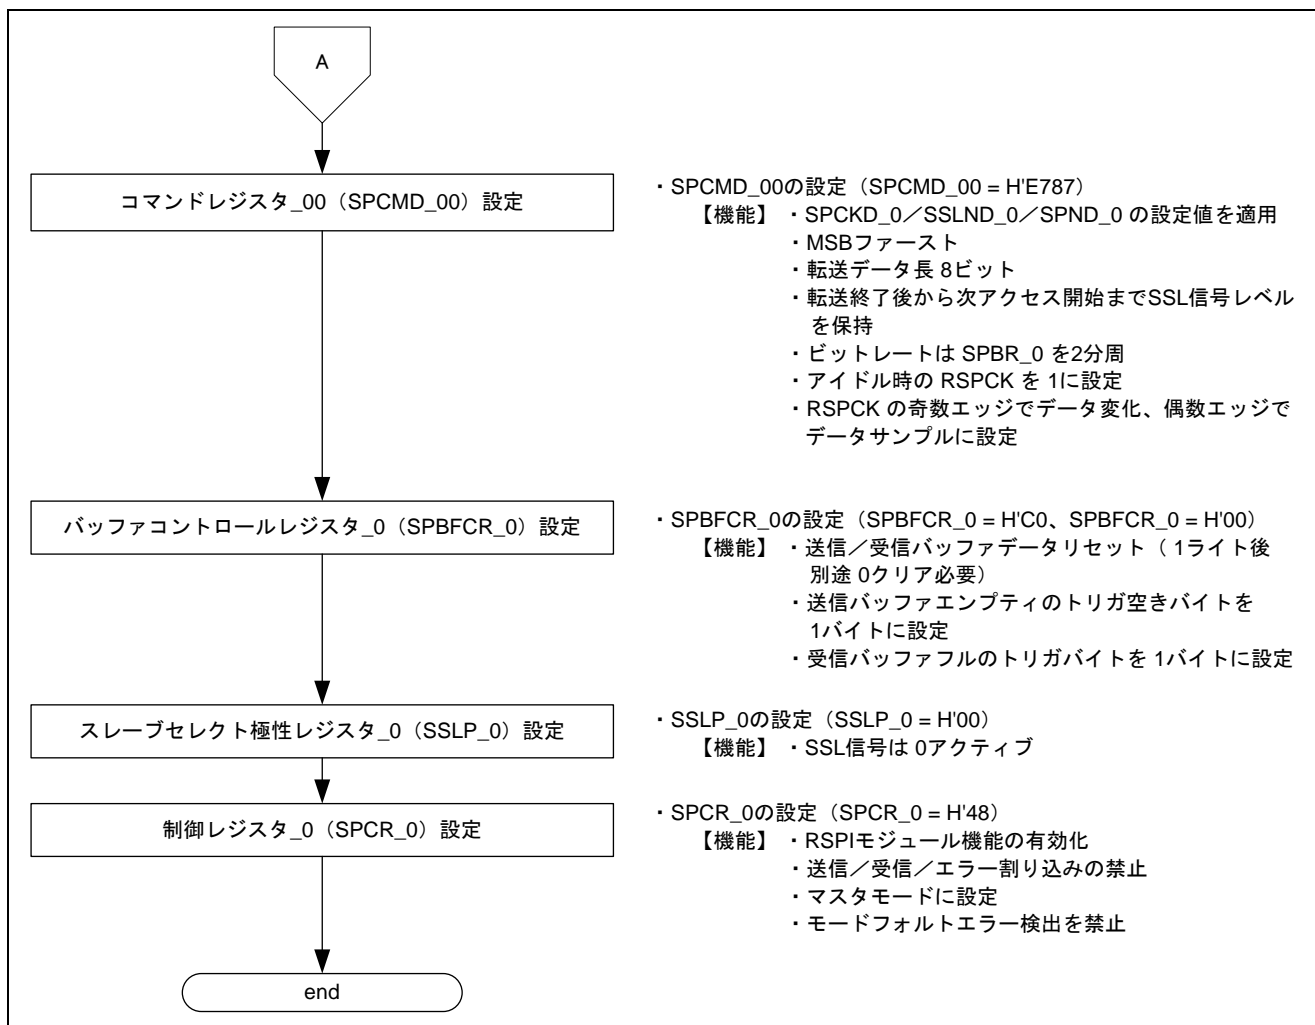 A
コマンドレジスタ_00（SPCMD_00）設定
・SPCMD_00の設定（SPCMD_00 = H'E787）
【機能】 ・SPCKD_0／SSLND_0／SPND_0 の設定値を適用
・MSBファースト
・転送データ長 8ビット
・転送終了後から次アクセス開始までSSL信号レベル
を保持
・ビットレートは SPBR_0 を2分周
・アイドル時の RSPCK を 1に設定
・RSPCK の奇数エッジでデータ変化、偶数エッジで
データサンプルに設定
バッファコントロールレジスタ_0（SPBFCR_0）設定
・SPBFCR_0の設定（SPBFCR_0 = H'C0、SPBFCR_0 = H'00）
【機能】 ・送信／受信バッファデータリセット（ 1ライト後
別途 0クリア必要）
・送信バッファエンプティのトリガ空きバイトを
1バイトに設定
・受信バッファフルのトリガバイトを 1バイトに設定
スレーブセレクト極性レジスタ_0（SSLP_0）設定
・SSLP_0の設定（SSLP_0 = H'00）
【機能】 ・SSL信号は 0アクティブ
制御レジスタ_0（SPCR_0）設定
・SPCR_0の設定（SPCR_0 = H'48）
【機能】 ・RSPIモジュール機能の有効化
・送信／受信／エラー割り込みの禁止
・マスタモードに設定
・モードフォルトエラー検出を禁止
end